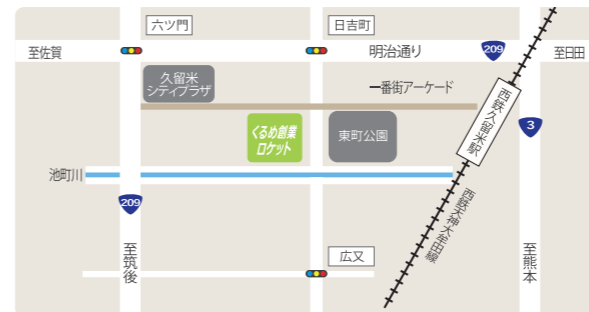 六ツ門
日吉町
至佐賀
明治通り
209
至日田
久留米
シティプラザ
一番街アーケード
西鉄久留米駅
3
くるめ創業
ロケット
東町公園
池町川
209
西鉄天神大牟田線
至筑後
広又
至熊本